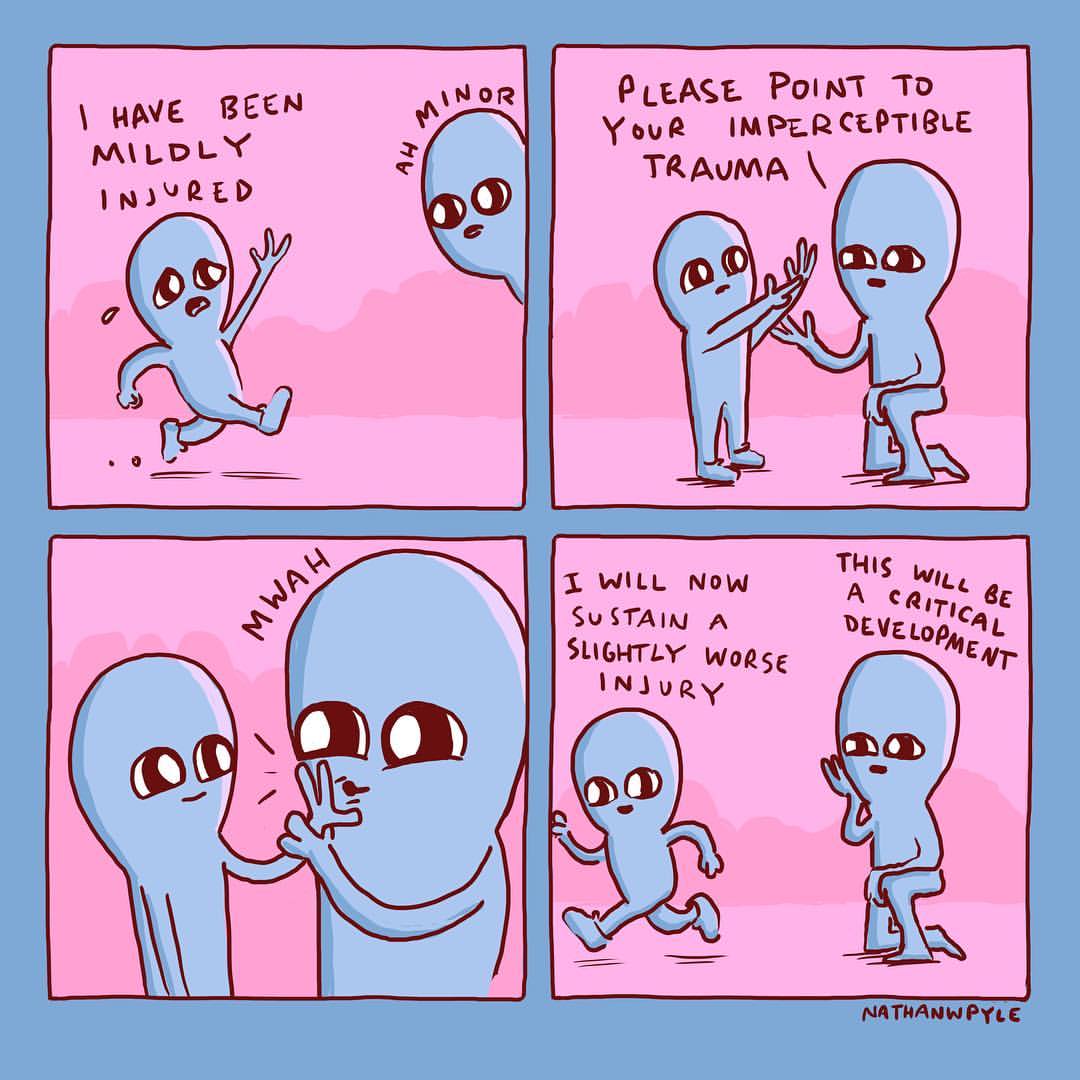 I HAVE BEEN
MILDLY
INJURED
AH MINOR
PLEASE POINT TO
YOUR IMPERCEPTIBLE
TRAUMA
MWAH
I WILL NOW
SUSTAIN A
SLIGHTLY WORSE
INJURY
THIS WILL BE
A CRITICAL
DEVELOPMENT
NATHANWPYLE